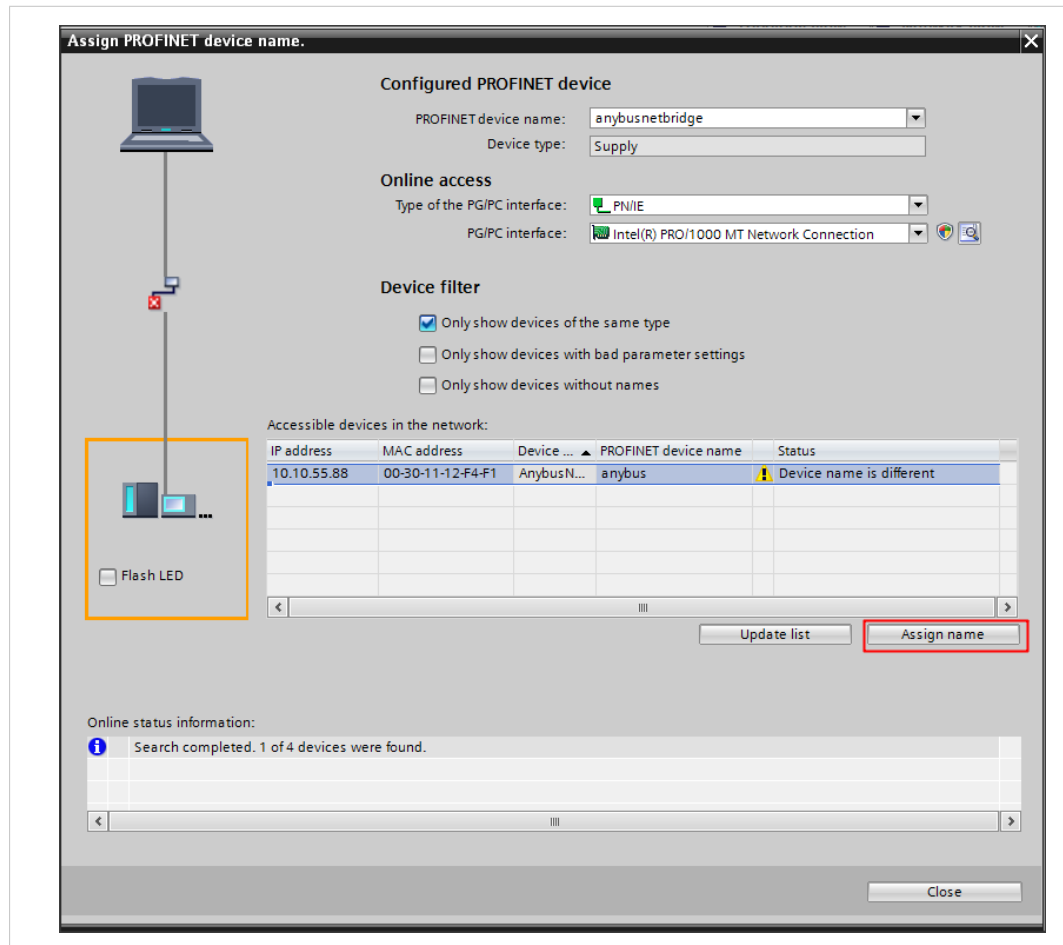 Assign PROFINET device name.
Configured PROFINET device
PROFINET device name: anybusnetbridge
Device type: Supply
Online access
Type of the PG/PC interface: PN/IE
PG/PC interface: Intel(R) PRO/1000 MT Network Connection
Device filter
Only show devices of the same type
Only show devices with bad parameter settings
Only show devices without names
Accessible devices in the network:
IP address MAC address Device ... PROFINET device name Status
10.10.55.88 00-30-11-12-F4-F1 AnybusN... anybus Device name is different
...
Flash LED
Update list Assign name
Online status information:
Search completed. 1 of 4 devices were found.
Close